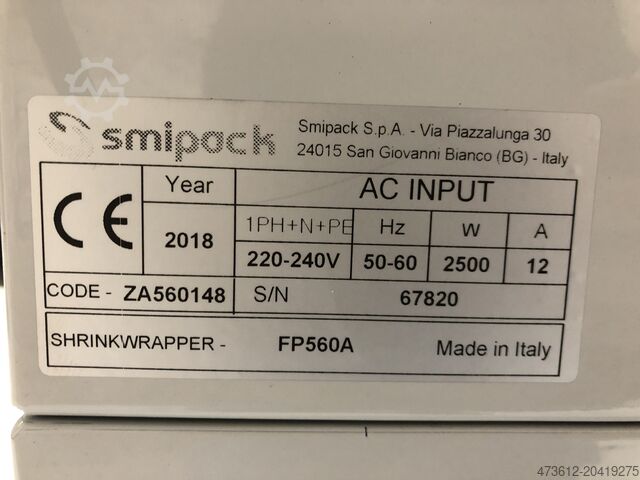 smipack
Smipack S.p.A. - Via Piazzalunga 30
24015 San Giovanni Bianco (BG) - Italy
CE
Year
AC INPUT
2018
1PH+N+PE
Hz
W
A
220-240V
50-60
2500
12
CODE - ZA560148
S/N
67820
SHRINKWRAPPER - FP560A
Made in Italy
473612-20419275